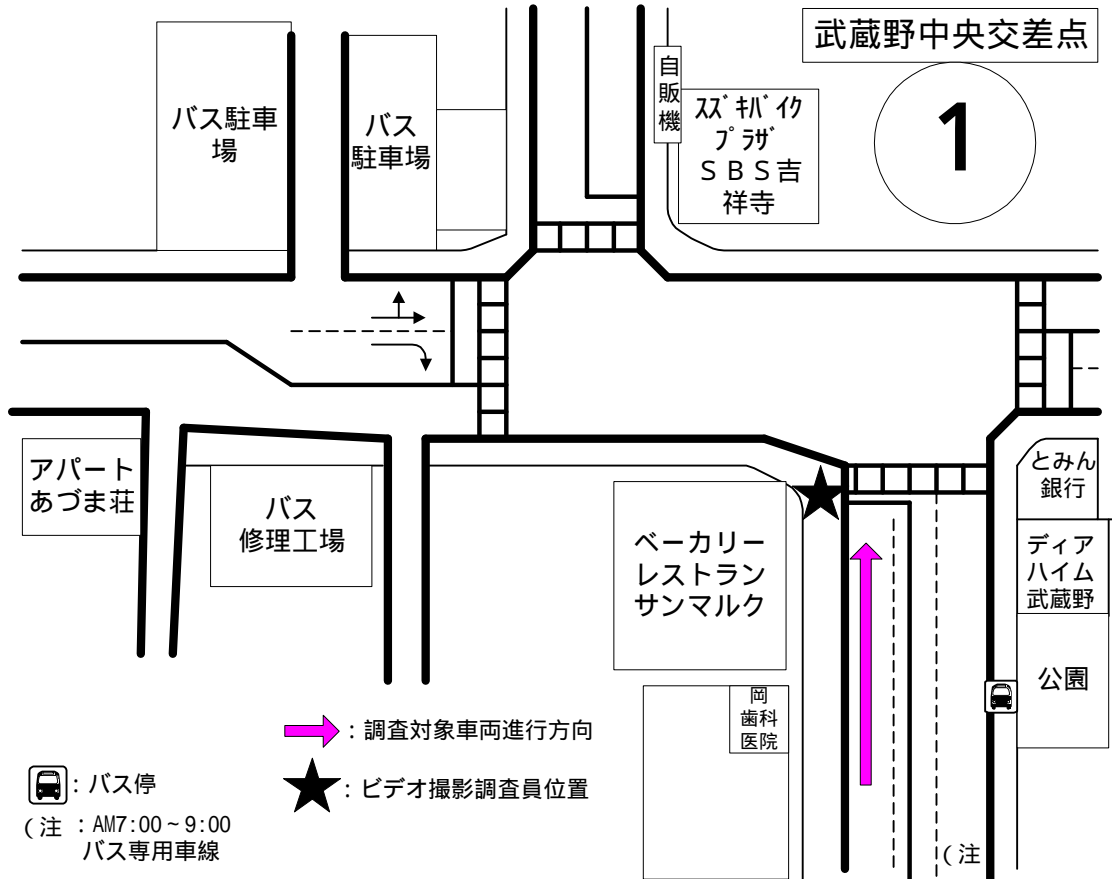 武蔵野中央交差点
1
バス駐車
場
バス
駐車場
自
販
機
ｽｽﾞｷﾊﾞｲｸ
ﾌﾟﾗｻﾞ
ＳＢＳ吉
祥寺
アパート
あづま荘
バス
修理工場
ベーカリー
レストラン
サンマルク
とみん
銀行
ディア
ハイム
武蔵野
公園
岡
歯科
医院
：調査対象車両進行方向
：ビデオ撮影調査員位置
：バス停
（注 ：AM7:00～9:00
バス専用車線
（注